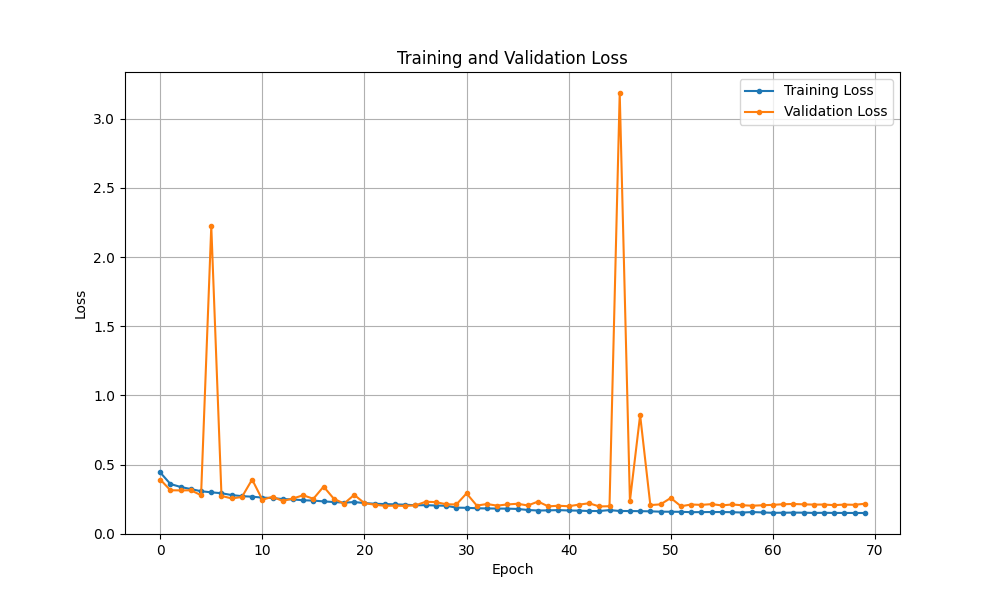 Training and Validation Loss
Training Loss
Validation Loss
Loss
3.0
2.5
2.0
1.5
1.0
0.5
0.0
0 10 20 30 40 50 60 70
Epoch